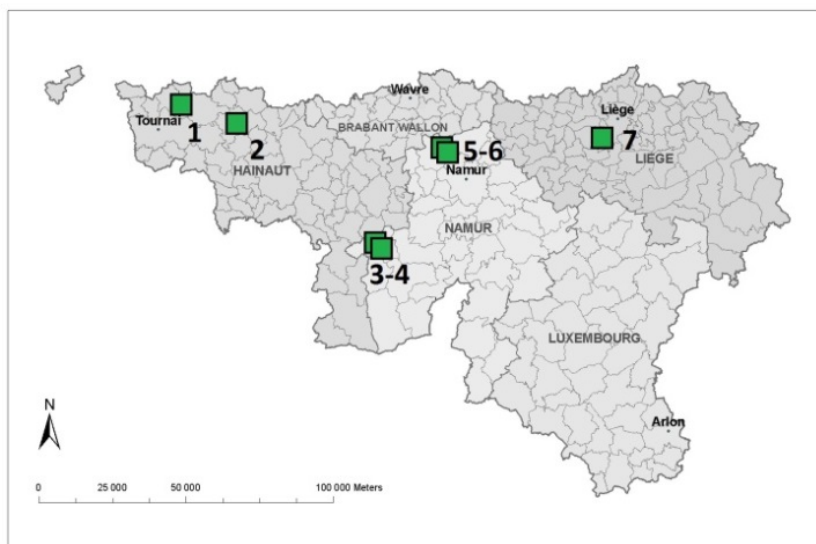 Wavre
Liège
Tournai
1
BRABANT WALLON
2
5-6
7
LIEGE
HAINAUT
Namur
NAMUR
3-4
LUXEMBOURG
N
Arlon
0 25 000 50 000 100 000 Meters